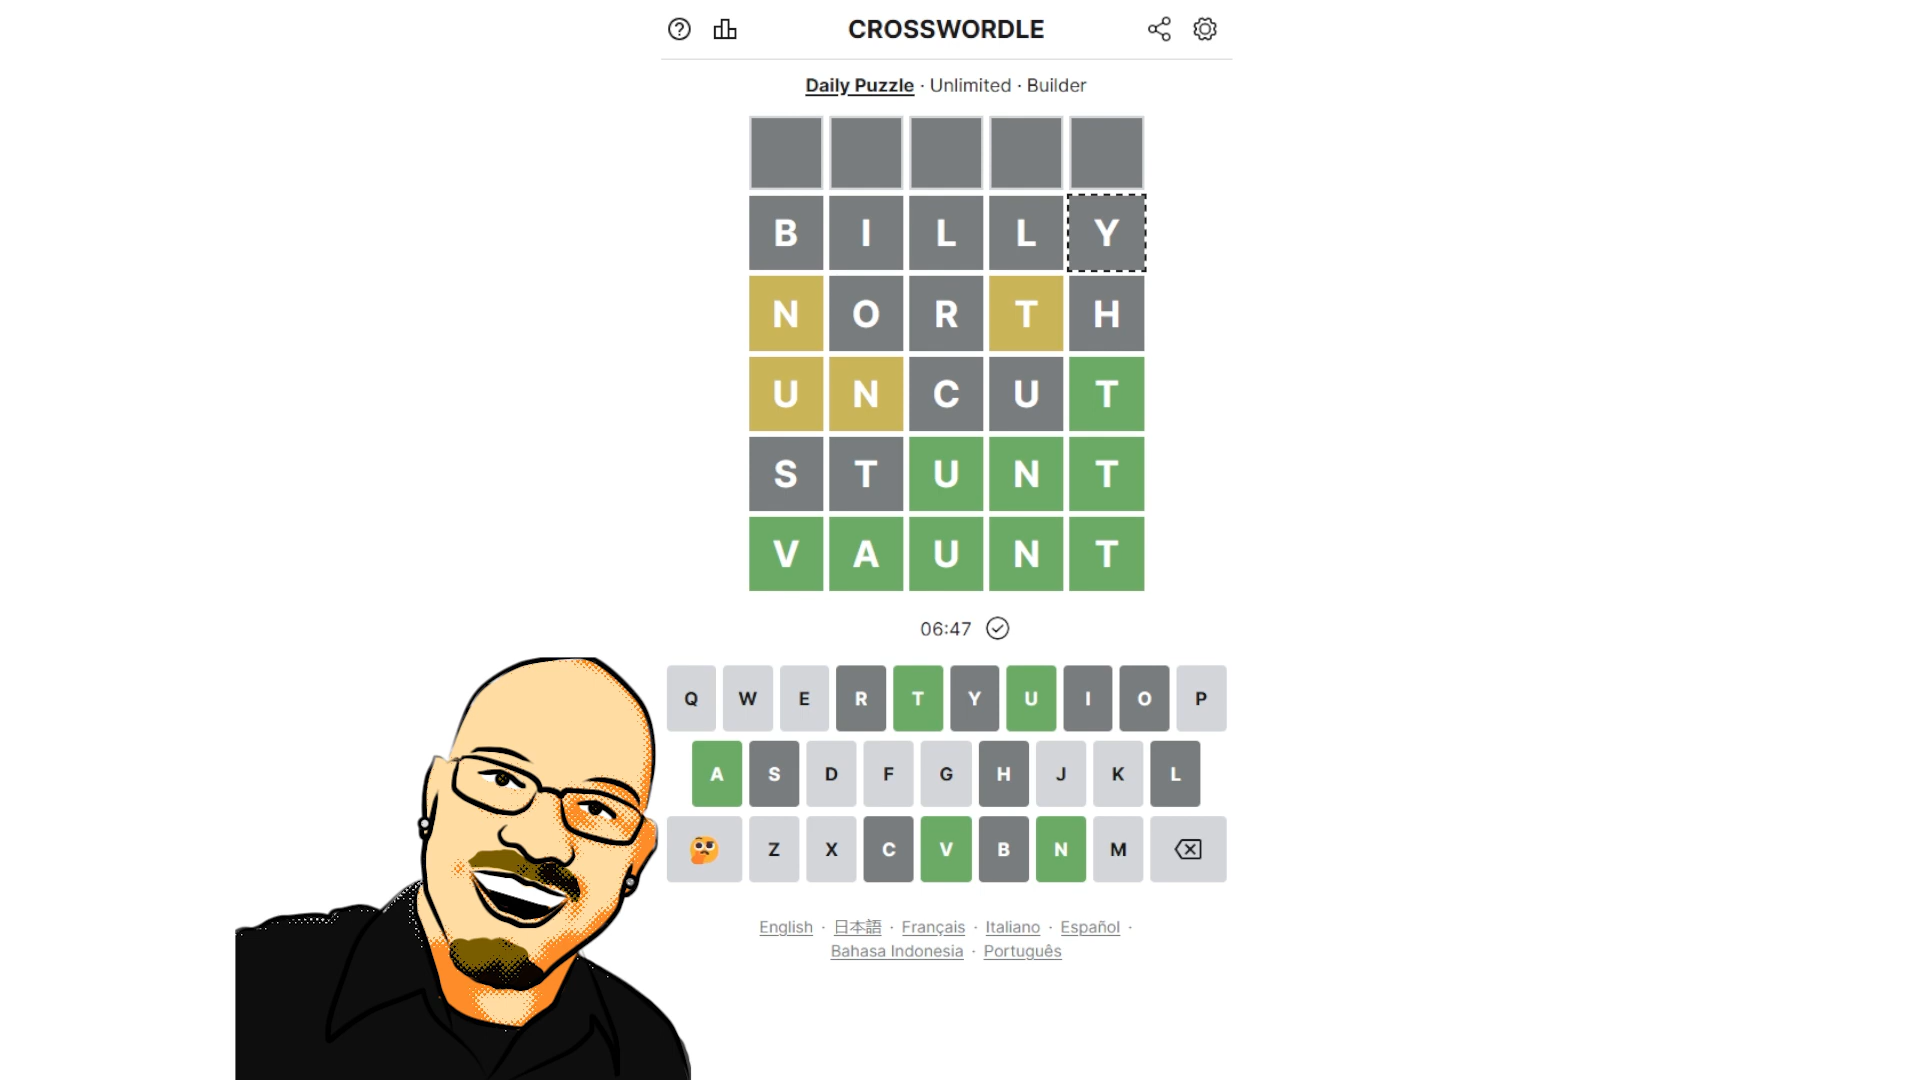 CROSSWORDLE
Daily Puzzle · Unlimited · Builder
B I L L Y
N O R T H
U N C U T
S T U N T
V A U N T
06:47
Q W E R T Y U I O P
A S D F G H J K L
Z X C V B N M
English · 日本語 · Français · Italiano · Español ·
Bahasa Indonesia · Português